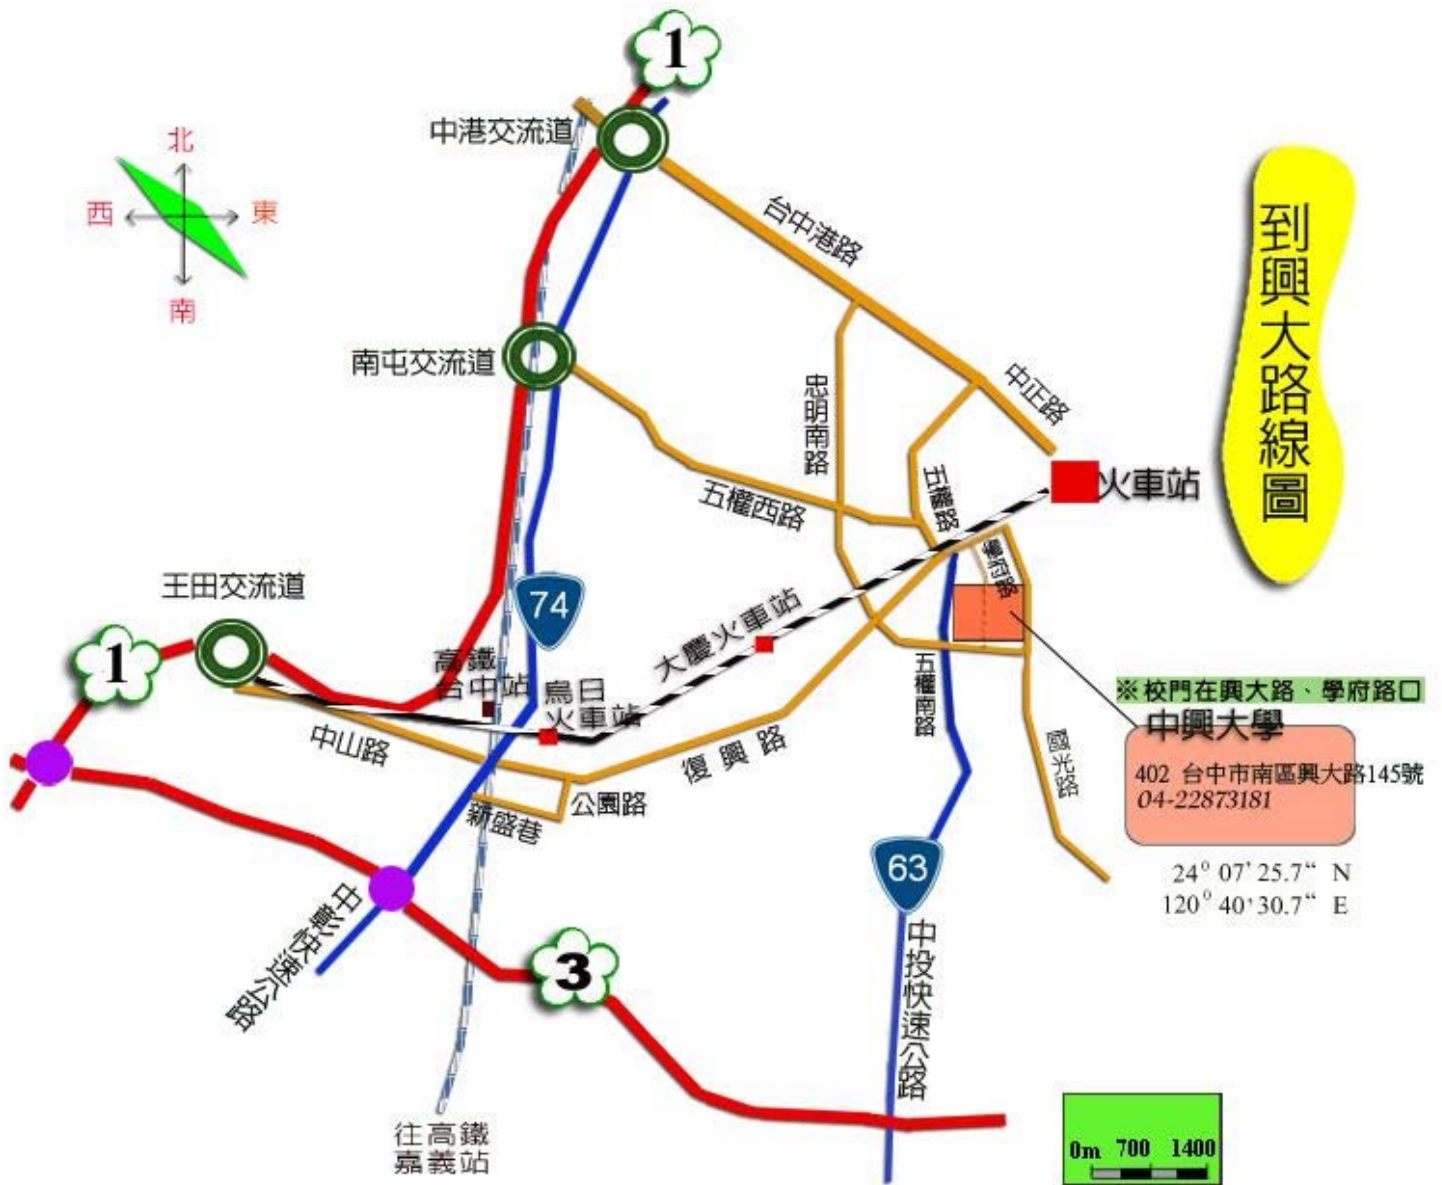 1
中港交流道
北
西
東
南
台中港路
到興大路線圖
南屯交流道
忠明南路
中正路
五權西路
五權路
火車站
學府路
王田交流道
74
1
大慶火車站
高鐵
台中站
烏日
火車站
五權南路
※校門在興大路、學府路口
中興大學
402 台中市南區興大路145號
04-22873181
中山路
復興路
國光路
公園路
新盛巷
63
24° 07' 25.7“ N
120° 40' 30.7“ E
中彰快速公路
3
中投快速公路
往高鐵
嘉義站
0m 700 1400